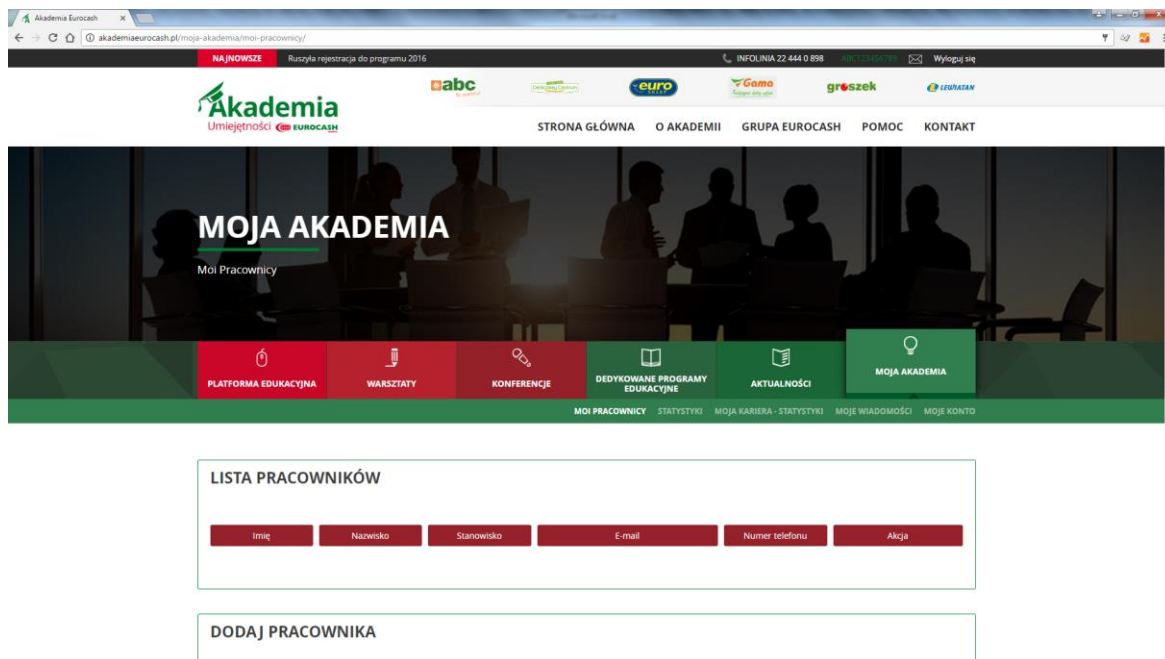 Akademia Eurocash
akademiaeurocash.pl/moja-akademia/moi-pracownicy/
NAJNOWSZE Ruszyła rejestracja do programu 2016 INFOLINIA 22 444 0 898 ABC123456789 Wyloguj się
Akademia
Umiejętności EUROCASH
abc euro Gama groszek LEWIATAN
STRONA GŁÓWNA O AKADEMII GRUPA EUROCASH POMOC KONTAKT
MOJA AKADEMIA
Moi Pracownicy
PLATFORMA EDUKACYJNA WARSZTATY KONFERENCJE DEDYKOWANE PROGRAMY EDUKACYJNE AKTUALNOŚCI MOJA AKADEMIA
MOI PRACOWNICY STATYSTYKI MOJA KARIERA - STATYSTYKI MOJE WIADOMOŚCI MOJE KONTO
LISTA PRACOWNIKÓW
Imię Nazwisko Stanowisko E-mail Numer telefonu Akcja
DODAJ PRACOWNIKA